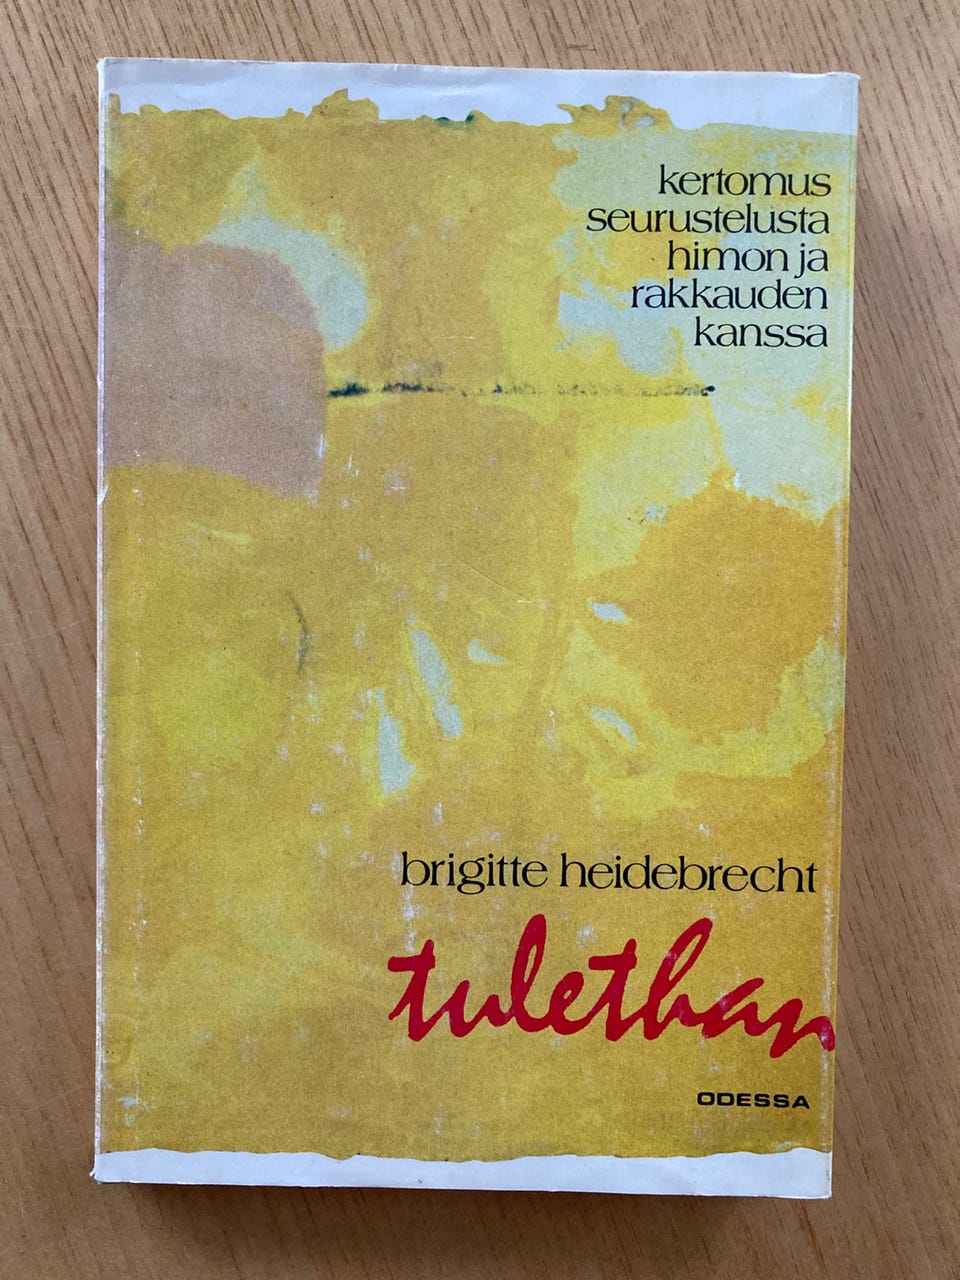 kertomus
seurustelusta
himon ja
rakkauden
kanssa
brigitte heidebrecht
tulethan
ODESSA